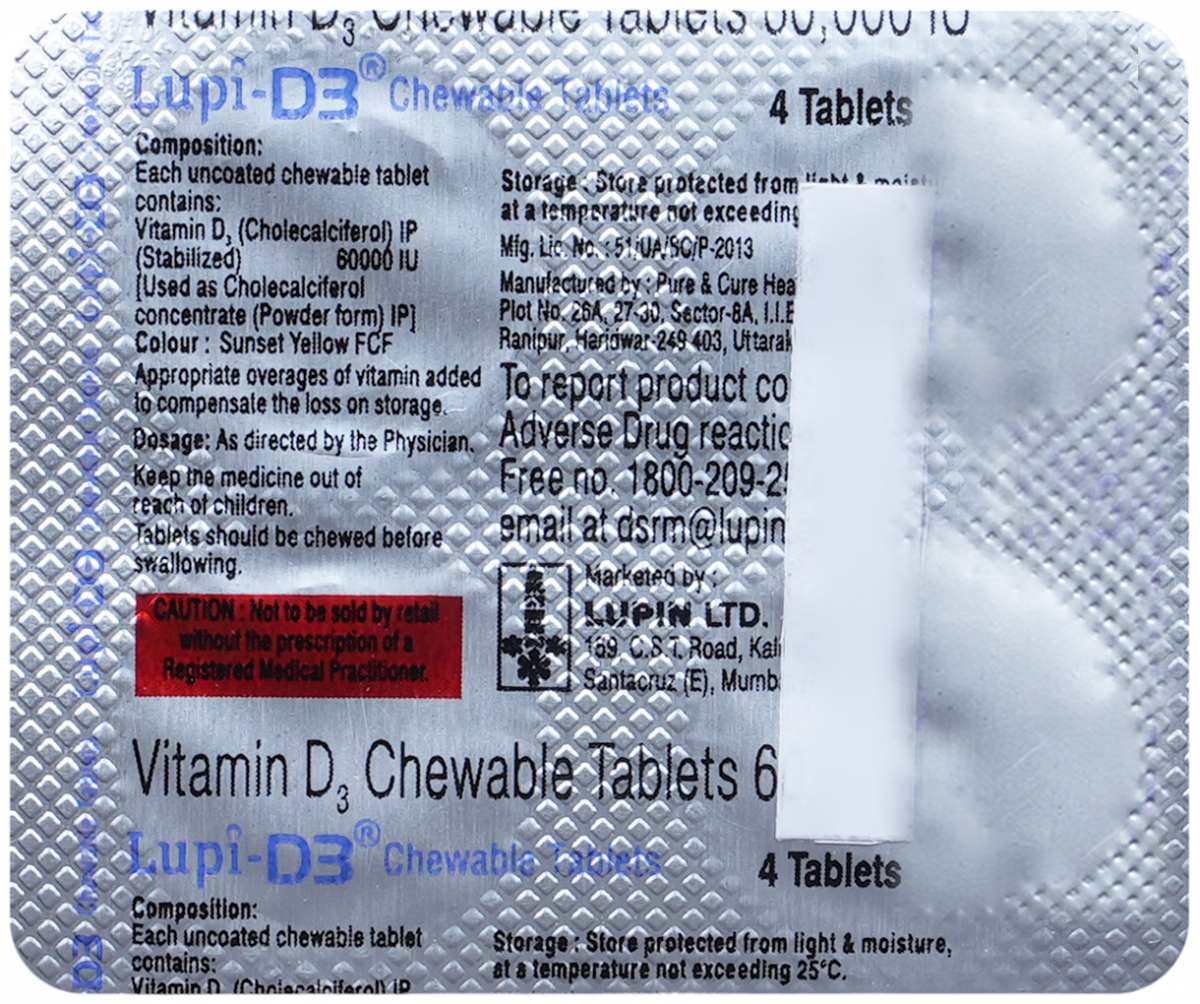 Vitamin D3 Chewable Tablets 60,000 IU
Lupi-D3® Chewable Tablets
4 Tablets
Composition:
Each uncoated chewable tablet
contains:
Vitamin D3 (Cholecalciferol) IP
(Stabilized) 60000 IU
[Used as Cholecalciferol
concentrate (Powder form) IP]
Colour : Sunset Yellow FCF
Appropriate overages of vitamin added
to compensate the loss on storage.
Dosage: As directed by the Physician.
Keep the medicine out of
reach of children.
Tablets should be chewed before
swallowing.
CAUTION : Not to be sold by retail
without the prescription of a
Registered Medical Practitioner.
Storage : Store protected from light &
at a temperature not exceeding
Mfg. Lic. No. : 51/UA/SC/P-2013
Manufactured by : Pure & Cure
Plot No. 26A, 27-30, Sector-8A,
Ranipur, Haridwar-249 403,
To report product
Adverse Drug
Free no. 1800-209-2
email at dsrm@lupin
Marketed by :
LUPIN LTD.
159, C.S.T. Road,
Santacruz (E),
Vitamin D3 Chewable Tablets 6
Lupi-D3® Chewable Tablets
4 Tablets
Composition:
Each uncoated chewable tablet
contains:
Vitamin D3 (Cholecalciferol) IP
Storage : Store protected from light & moisture,
at a temperature not exceeding 25°C.